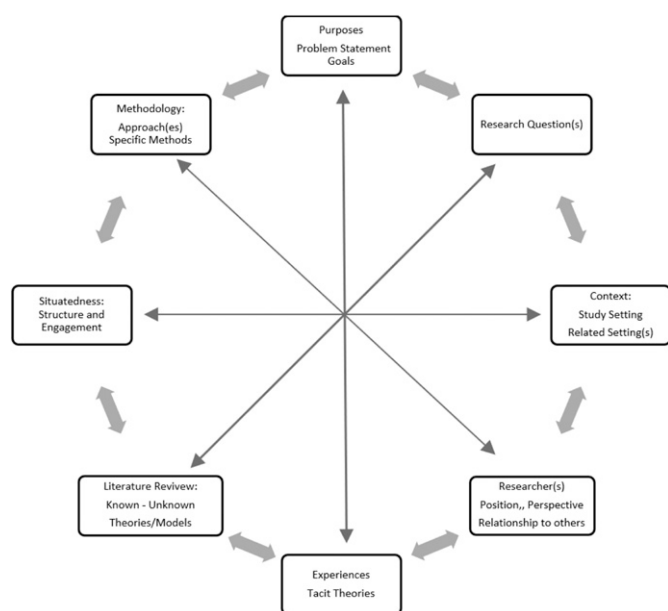 Purposes
Problem Statement
Goals
Methodology:
Approach(es)
Specific Methods
Research Question(s)
Situatedness:
Structure and
Engagement
Context:
Study Setting
Related Setting(s)
Literature Revivew:
Known - Unknown
Theories/Models
Researcher(s)
Position,, Perspective
Relationship to others
Experiences
Tacit Theories